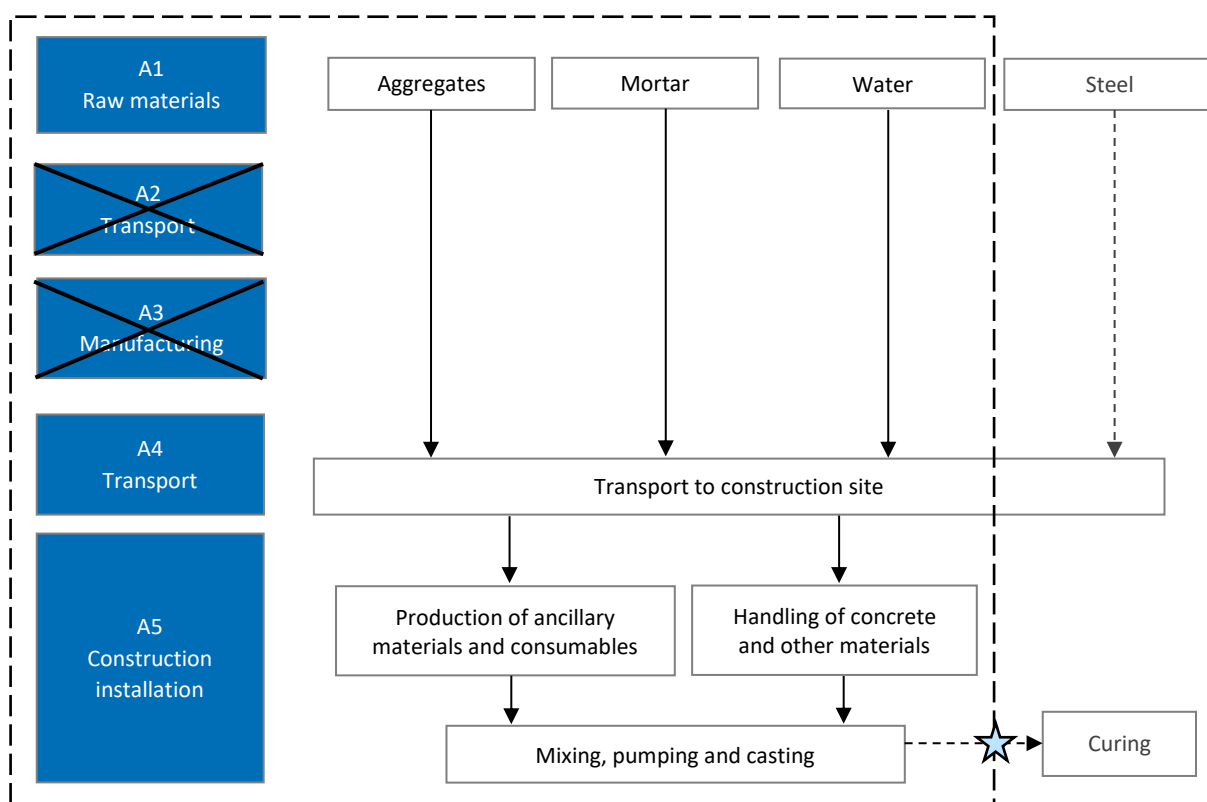 A1
Raw materials
Aggregates
Mortar
Water
Steel
A2
Transport
A3
Manufacturing
A4
Transport
Transport to construction site
A5
Construction
installation
Production of ancillary
materials and consumables
Handling of concrete
and other materials
Mixing, pumping and casting
Curing